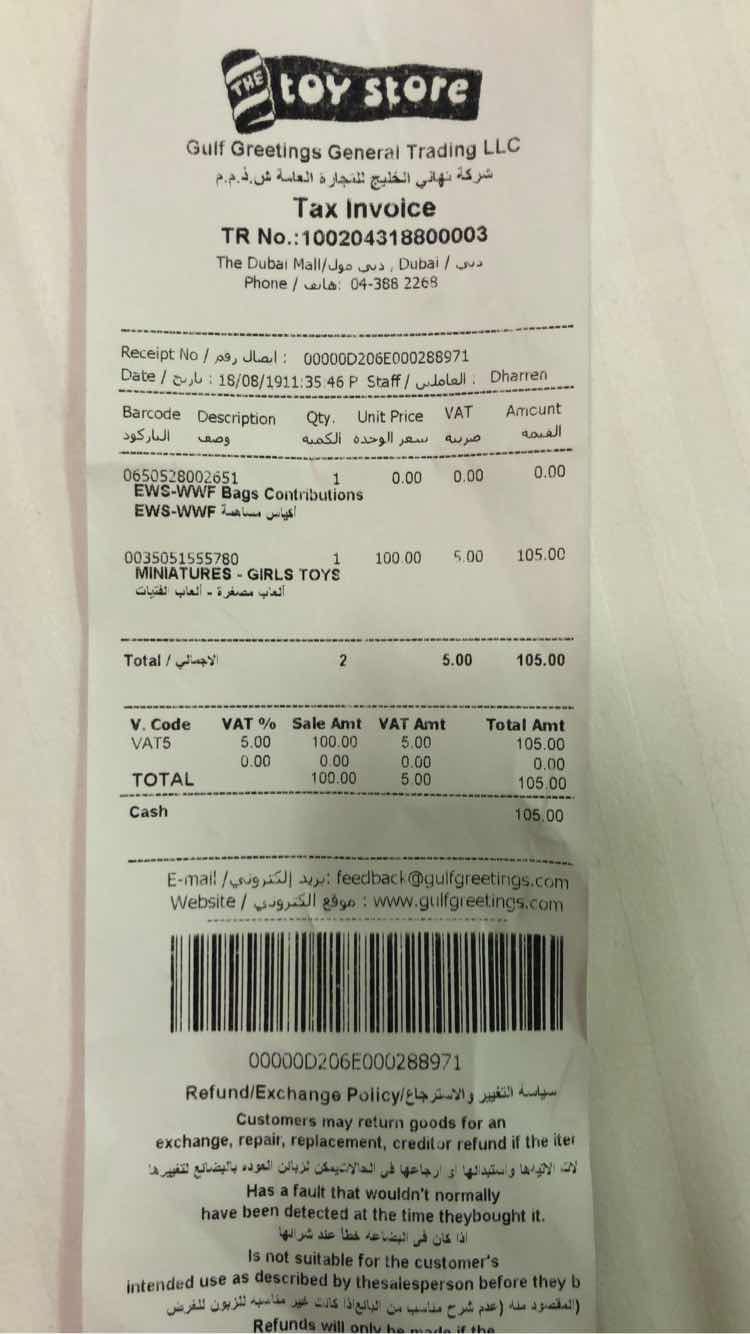 THE toy store
Gulf Greetings General Trading LLC
شركة تهاني الخليج للتجارة العامة ش.ذ.م.م
Tax Invoice
TR No.:100204318800003
The Dubai Mall/دبي مول , Dubai / دبي
Phone / هاتف: 04-388 2268
Receipt No / ايصال رقم : 00000D206E000288971
Date / تاريخ : 18/08/1911:35:46 P Staff / العاملين : Dharren
Barcode Description Qty. Unit Price VAT Amount
الباركود وصف الكمية سعر الوحده ضريبة القيمة
0650528002651 1 0.00 0.00 0.00
EWS-WWF Bags Contributions
EWS-WWF أكياس مساهمة
0035051555780 1 100.00 5.00 105.00
MINIATURES - GIRLS TOYS
ألعاب مصغرة - ألعاب الفتيات
Total / الاجمالي 2 5.00 105.00
V. Code VAT % Sale Amt VAT Amt Total Amt
VAT5 5.00 100.00 5.00 105.00
0.00 0.00 0.00 0.00
TOTAL 100.00 5.00 105.00
Cash 105.00
E-mail /بريد إلكتروني: feedback@gulfgreetings.com
Website / موقع الكتروني : www.gulfgreetings.com
00000D206E000288971
Refund/Exchange Policy/سياسة التغيير والاسترجاع
Customers may return goods for an
exchange, repair, replacement, creditor refund if the iter
واستبدالها او ارجاعها في الحالات يمكن لزبائن العوده بالبضائع لتغييرها
Has a fault that wouldn't normally
have been detected at the time theybought it.
اذا كان في البضاعه خطأ عند شرائها
Is not suitable for the customer's
intended use as described by thesalesperson before they b
(المقصود منه (عدم شرح مناسب من البائع اذا كانت غير مناسبه للزبون للغرض
Refunds will only be made if the